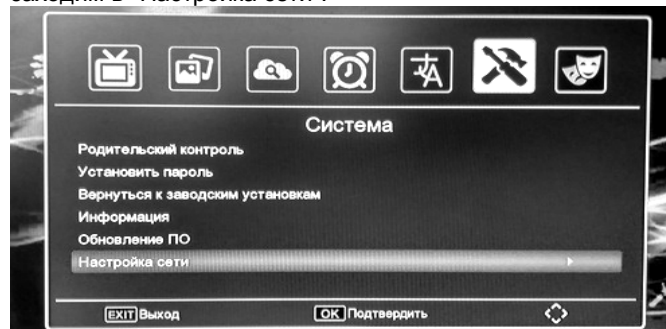 заходим в "Настройка сети".
Система
Родительский контроль
Установить пароль
Вернуться к заводским установкам
Информация
Обновление ПО
Настройка сети
EXIT Выход OK Подтвердить